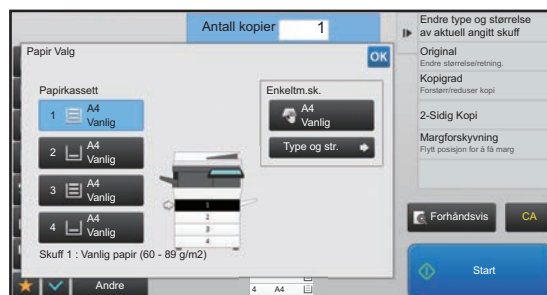 Antall kopier 1
Papir Valg
OK
Papirkassett
1 A4
Vanlig
2 A4
Vanlig
3 A4
Vanglig
4 A4
Vanlig
Enkeltm.sk.
A4
Vanlig
Type og str.
1
2
3
4
Skuff 1 : Vanlig papir (60 - 89 g/m2)
Andre
4 A4
Endre type og størrelse
av aktuell angitt skuff
Original
Endre størrelse/retning.
Kopigrad
Forstørr/reduser kopi
2-Sidig Kopi
Margforskyvning
Flytt posisjon for å få marg
Forhåndsvis
CA
Start